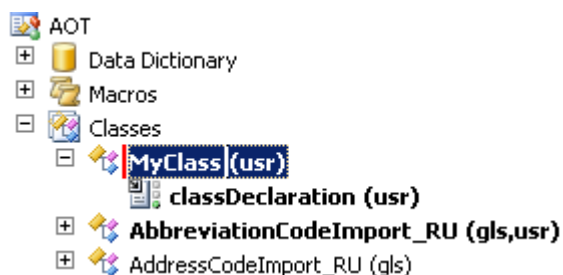 AOT
Data Dictionary
Macros
Classes
MyClass (usr)
classDeclaration (usr)
AbbreviationCodeImport_RU (gls,usr)
AddressCodeImport_RU (gls)